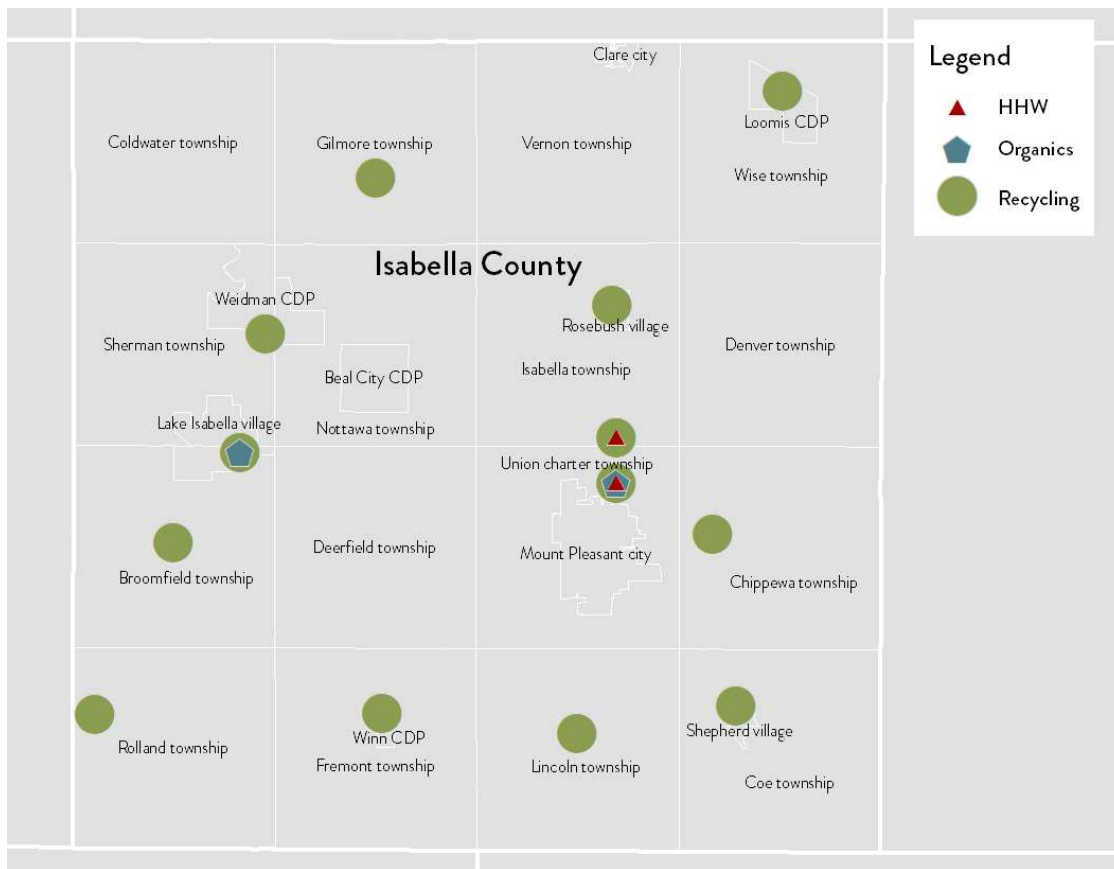 Clare city
Legend
HHW
Organics
Recycling
Loomis CDP
Coldwater township
Gilmore township
Vernon township
Wise township
Isabella County
Weidman CDP
Rosebush village
Sherman township
Denver township
Isabella township
Beal City CDP
Lake Isabella village
Nottawa township
Union charter township
Deerfield township
Mount Pleasant city
Broomfield township
Chippewa township
Rolland township
Winn CDP
Shepherd village
Fremont township
Lincoln township
Coe township